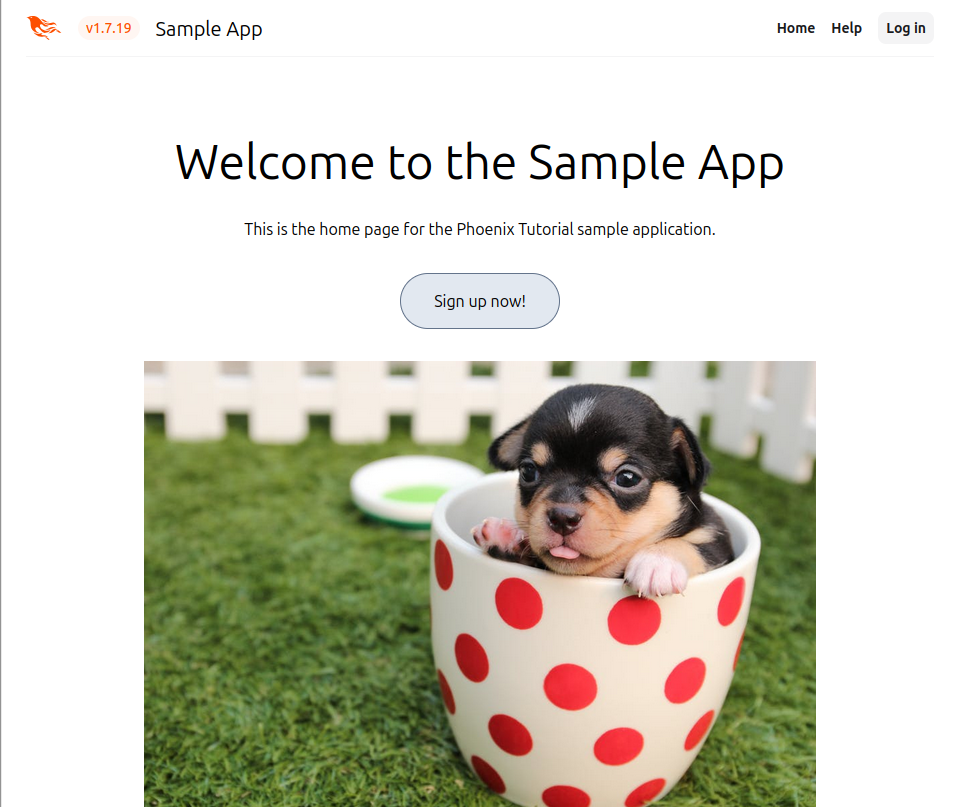 v1.7.19 Sample App Home Help Log in
Welcome to the Sample App
This is the home page for the Phoenix Tutorial sample application.
Sign up now!